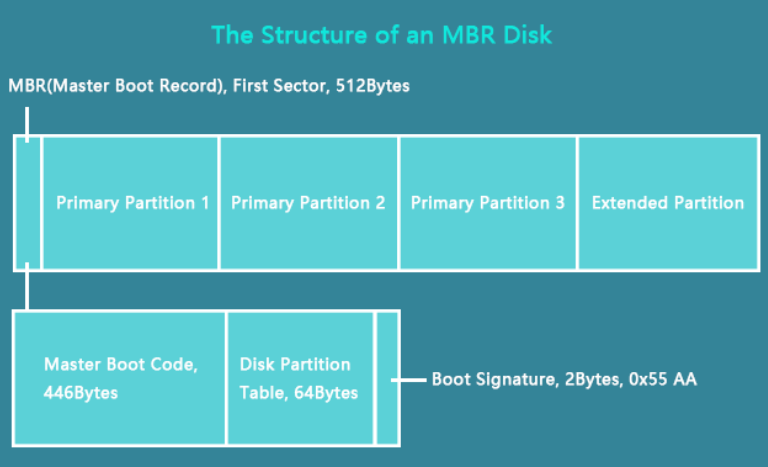 The Structure of an MBR Disk
MBR(Master Boot Record), First Sector, 512Bytes
Primary Partition 1
Primary Partition 2
Primary Partition 3
Extended Partition
Master Boot Code,
446Bytes
Disk Partition
Table, 64Bytes
Boot Signature, 2Bytes, 0x55 AA